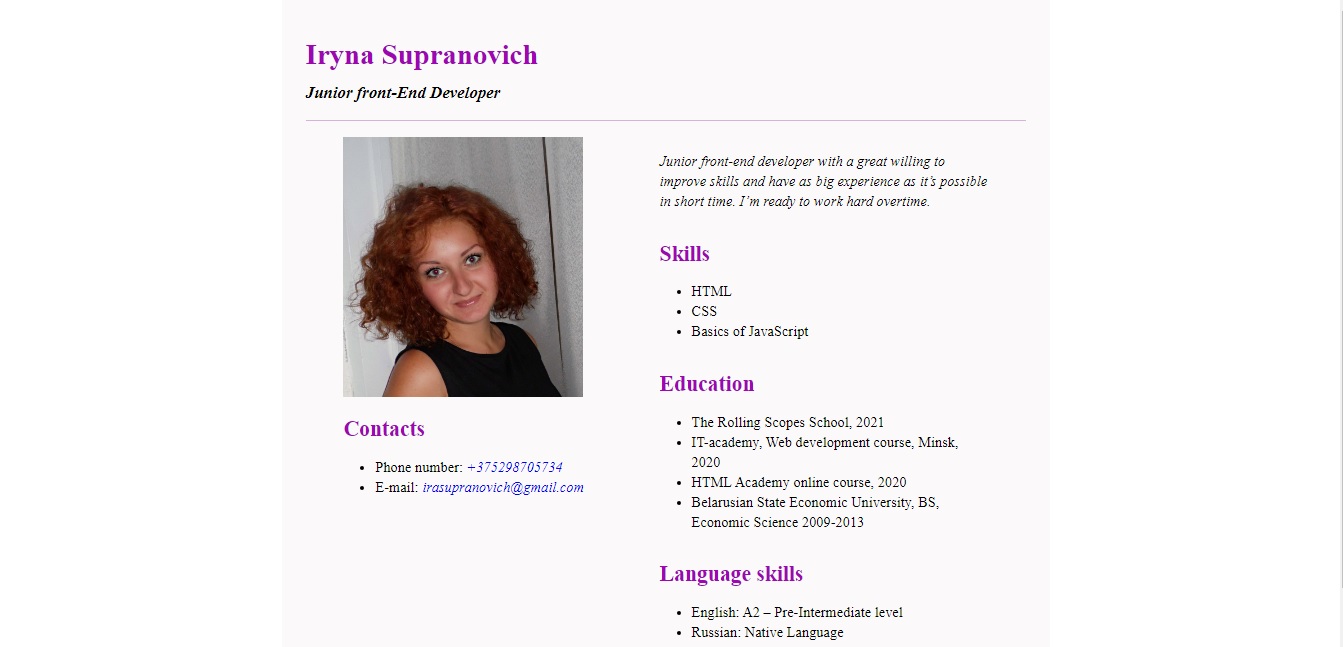 Iryna Supranovich
Junior front-End Developer
Contacts
• Phone number: +375298705734
• E-mail: irasupranovich@gmail.com
Junior front-end developer with a great willing to
improve skills and have as big experience as it’s possible
in short time. I’m ready to work hard overtime.
Skills
• HTML
• CSS
• Basics of JavaScript
Education
• The Rolling Scopes School, 2021
• IT-academy, Web development course, Minsk,
2020
• HTML Academy online course, 2020
• Belarusian State Economic University, BS,
Economic Science 2009-2013
Language skills
• English: A2 – Pre-Intermediate level
• Russian: Native Language